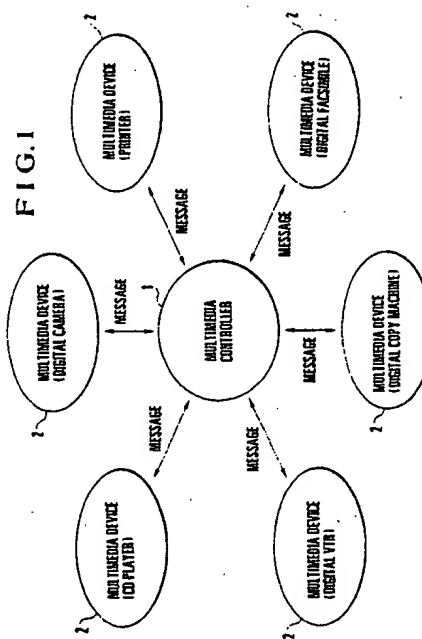 FIG.1
2
MULTIMEDIA DEVICE
(DIGITAL CAMERA)
2
MULTIMEDIA DEVICE
(CD PLAYER)
2
MULTIMEDIA DEVICE
(PRINTER)
MESSAGE
MESSAGE
MESSAGE
1
MULTIMEDIA
CONTROLLER
MESSAGE
MESSAGE
MESSAGE
2
MULTIMEDIA DEVICE
(DIGITAL VTR)
2
MULTIMEDIA DEVICE
(DIGITAL COPY MACHINE)
2
MULTIMEDIA DEVICE
(DIGITAL FACSIMILE)